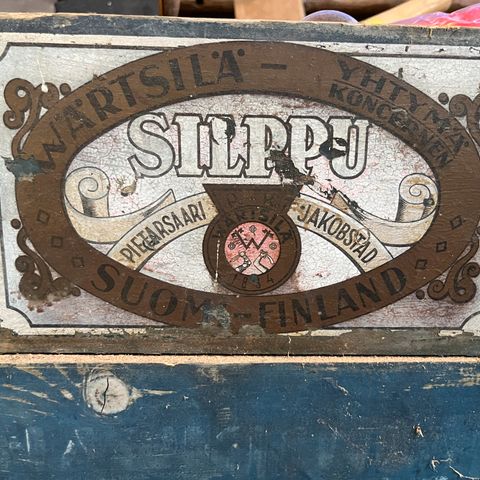 WÄRTSILÄ - YHTYMÄ
KONCERNEN
SILPPU
PIETARSAARI
JAKOBSTAD
WÄRTSILÄ
W
1834
SUOMI-FINLAND